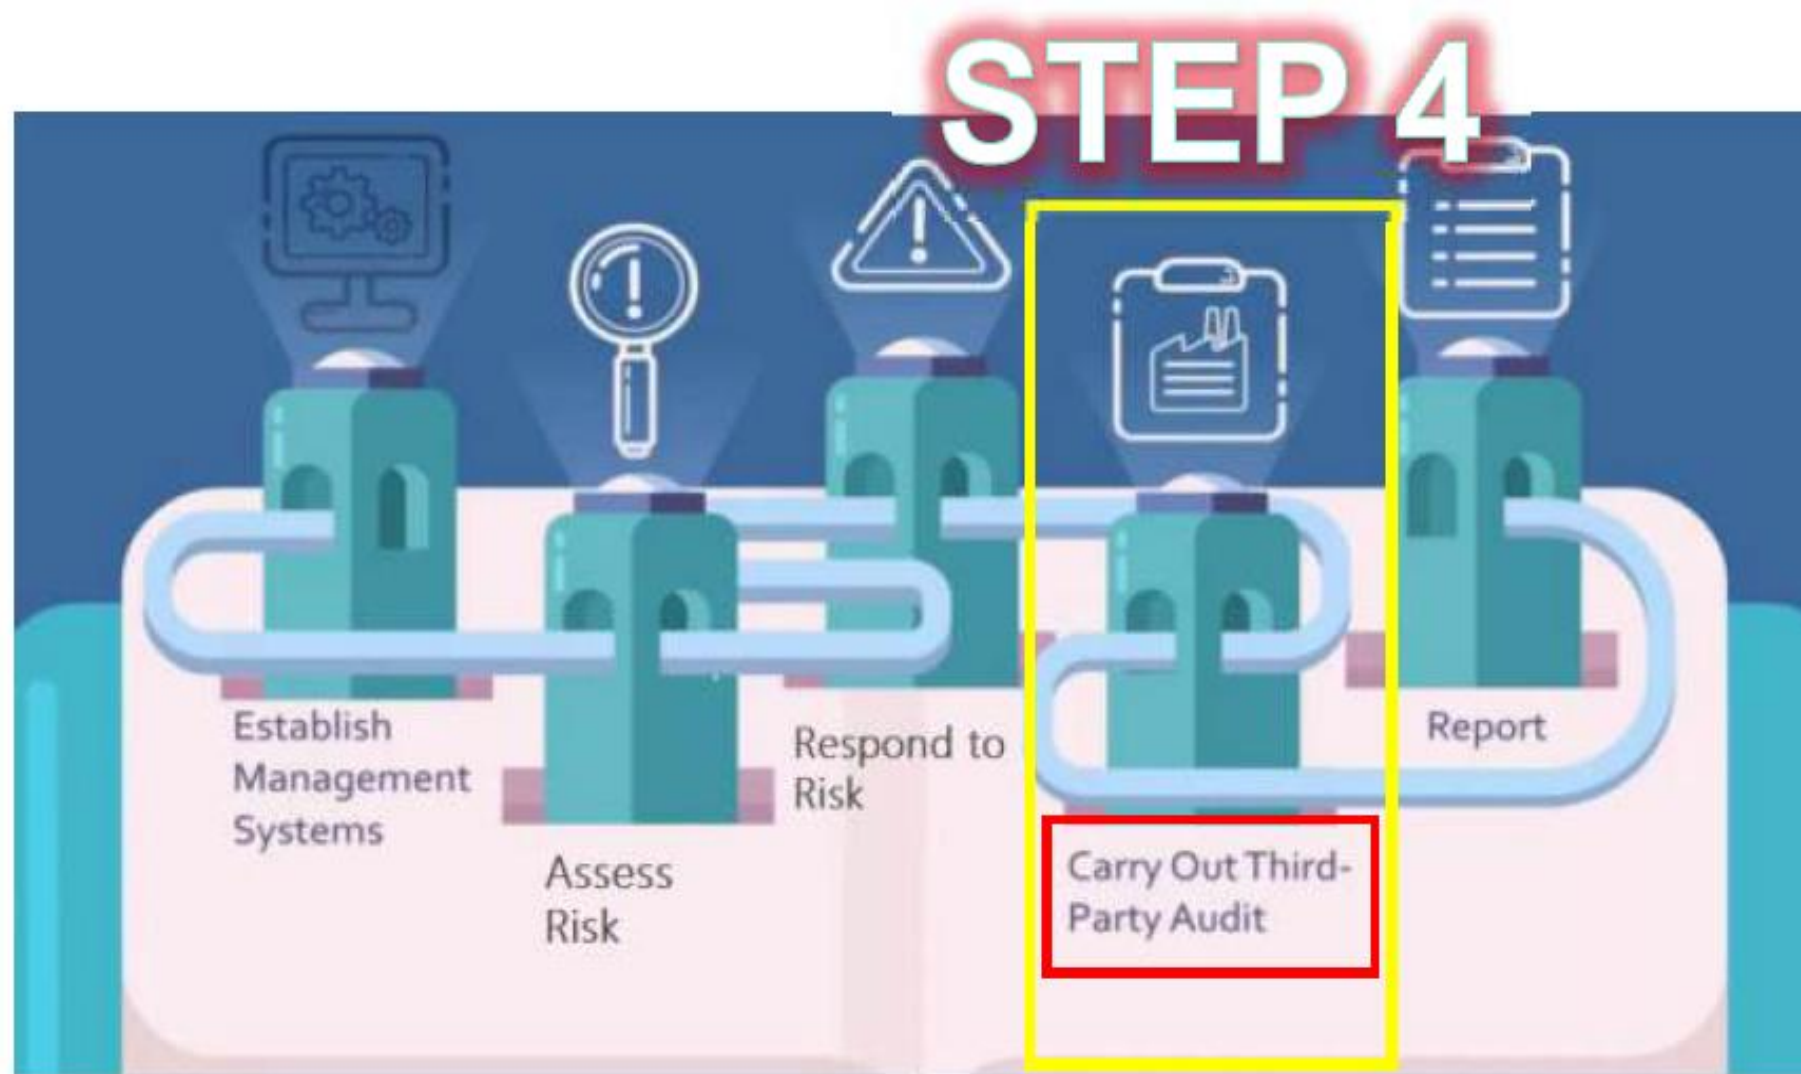 STEP 4
Establish
Management
Systems
Assess
Risk
Respond to
Risk
Carry Out Third-
Party Audit
Report